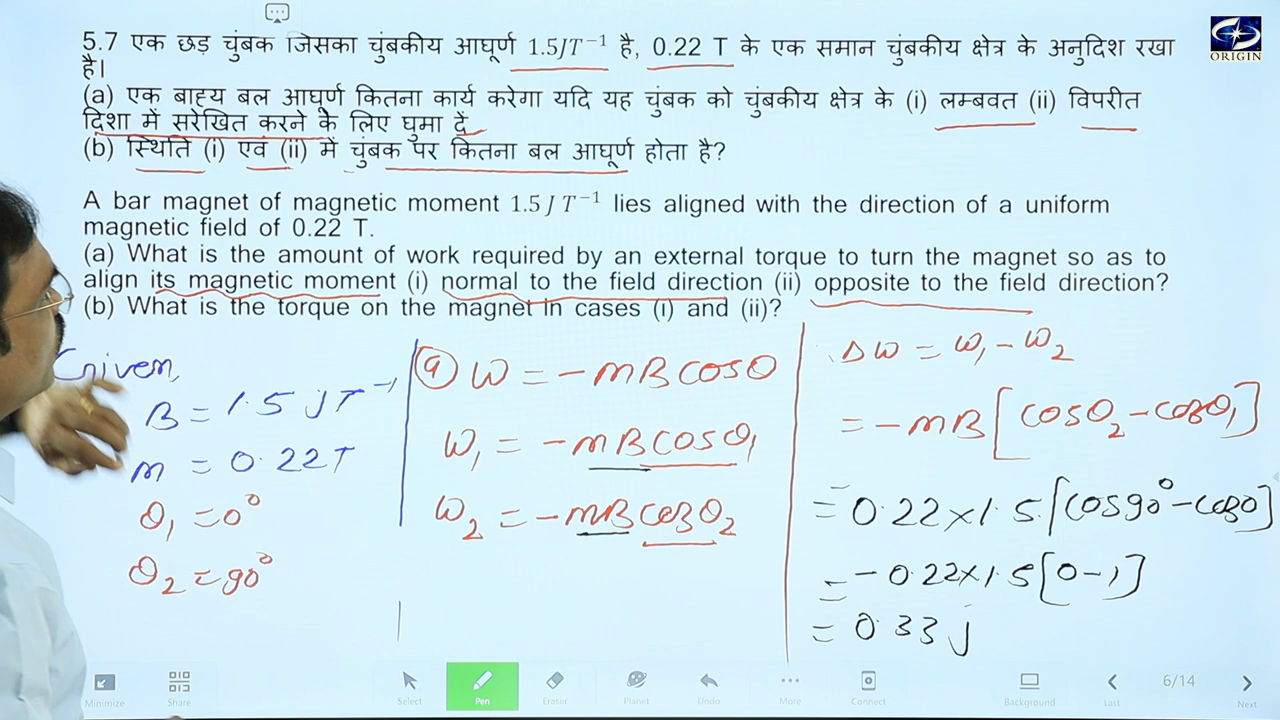 ORIGIN
5.7 एक छड़ चुंबक जिसका चुंबकीय आघूर्ण 1.5JT⁻¹ है, 0.22 T के एक समान चुंबकीय क्षेत्र के अनुदिश रखा
है।
(a) एक बाह्य बल आघूर्ण कितना कार्य करेगा यदि यह चुंबक को चुंबकीय क्षेत्र के (i) लम्बवत (ii) विपरीत
दिशा में सरेखित करने के लिए घुमा दें
(b) स्थिति (i) एवं (ii) में चुंबक पर कितना बल आघूर्ण होता है?
A bar magnet of magnetic moment 1.5 J T⁻¹ lies aligned with the direction of a uniform
magnetic field of 0.22 T.
(a) What is the amount of work required by an external torque to turn the magnet so as to
align its magnetic moment (i) normal to the field direction (ii) opposite to the field direction?
(b) What is the torque on the magnet in cases (i) and (ii)?
Given,
B = 1.5 JT⁻¹
m = 0.22T
θ₁ = 0°
θ₂ = 90°
(a) W = -mB cosθ
W₁ = -mB cosθ₁
W₂ = -mB cosθ₂
ΔW = W₁ - W₂
= -mB [cosθ₂ - cosθ₁]
= 0.22×1.5 [cos90° - cos0]
= -0.22×1.5 [0-1]
= 0.33 j
Minimize
Share
Select
Pen
Eraser
Planet
Undo
More
Connect
Background
Last
6/14
Next